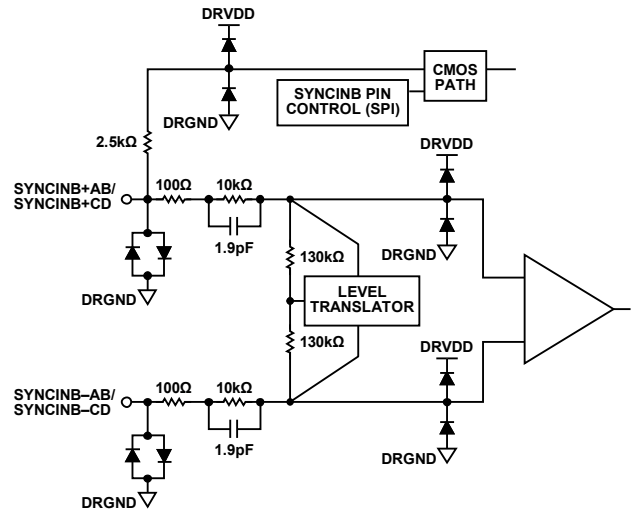 DRVDD
CMOS
PATH
SYNCINB PIN
CONTROL (SPI)
DRGND
2.5kΩ
SYNCINB+AB/
SYNCINB+CD
100Ω
10kΩ
1.9pF
DRVDD
DRGND
130kΩ
LEVEL
TRANSLATOR
130kΩ
DRGND
DRVDD
SYNCINB–AB/
SYNCINB–CD
100Ω
10kΩ
1.9pF
DRGND
DRGND